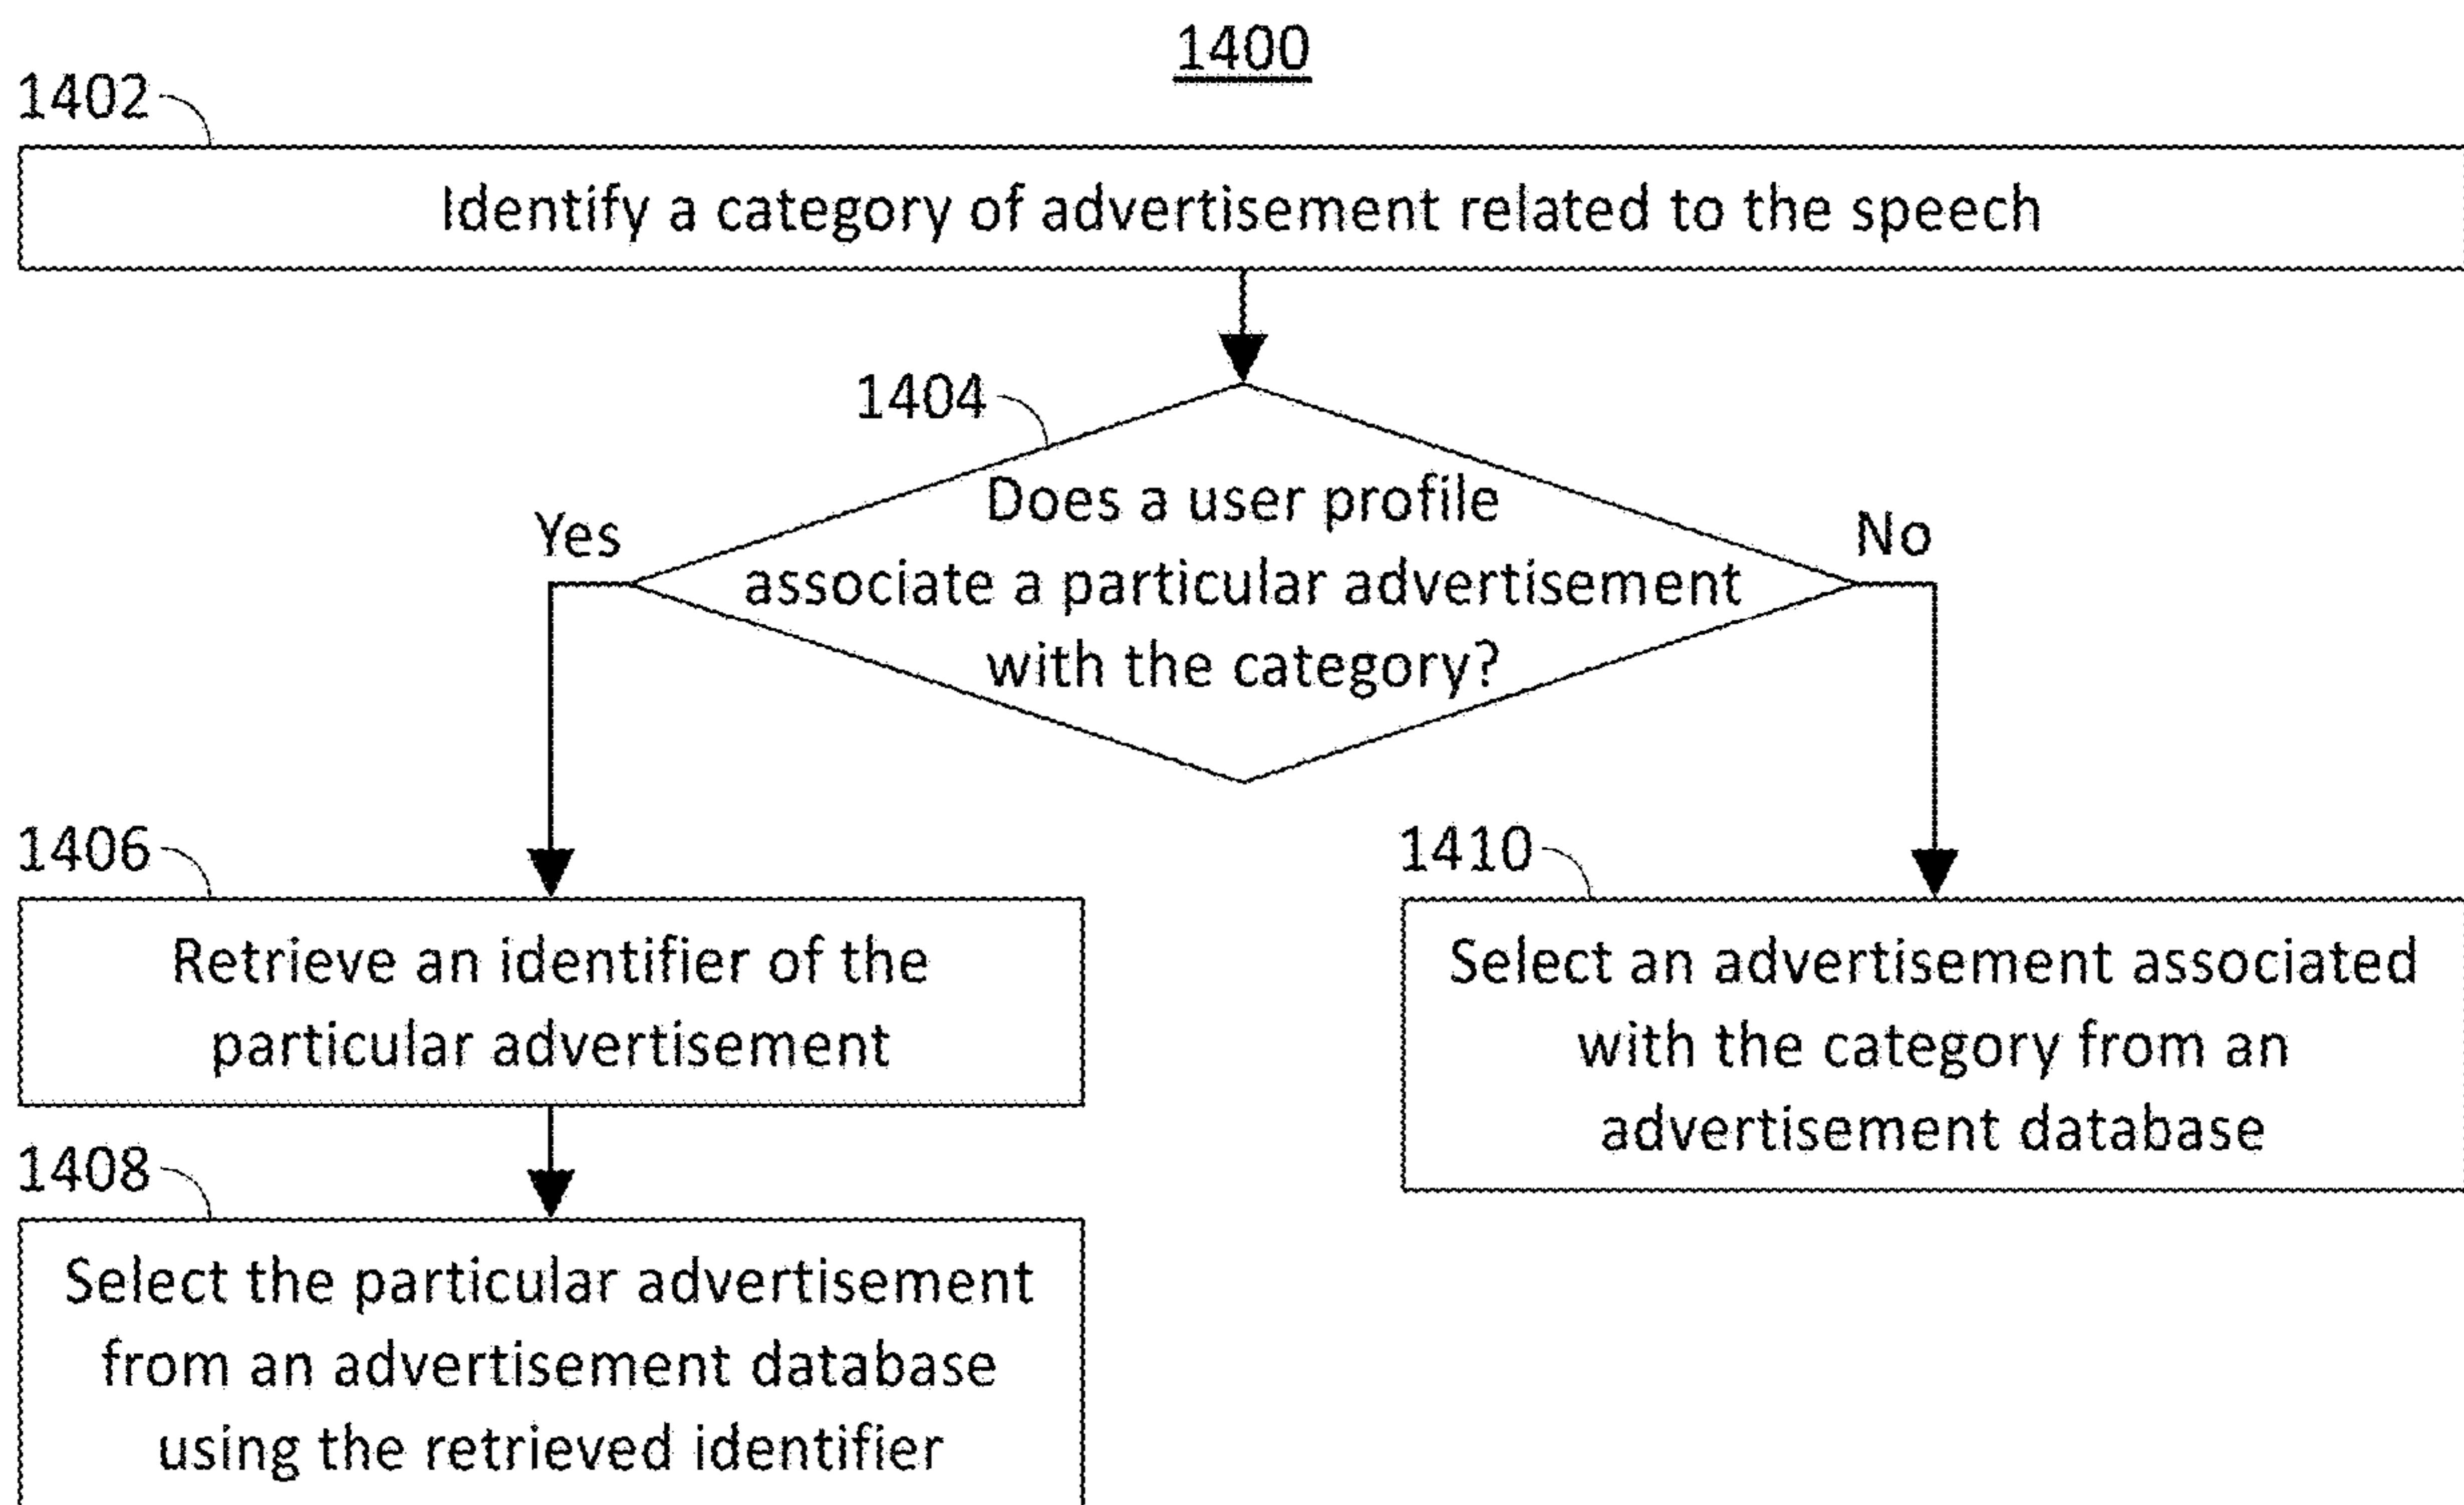 1400
1402
Identify a category of advertisement related to the speech
1404
Does a user profile
associate a particular advertisement
with the category?
Yes
No
1406
Retrieve an identifier of the
particular advertisement
1410
Select an advertisement associated
with the category from an
advertisement database
1408
Select the particular advertisement
from an advertisement database
using the retrieved identifier